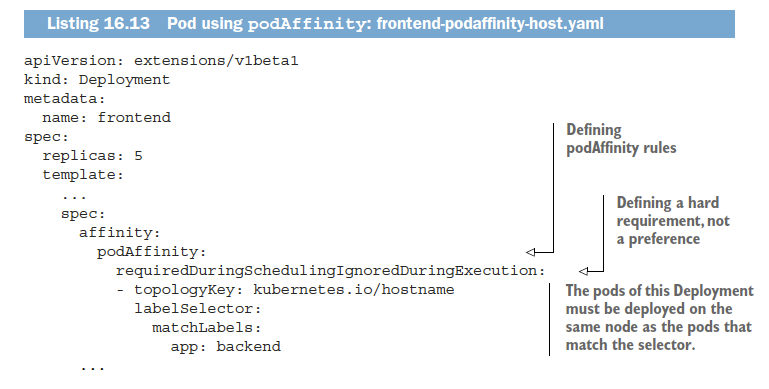 Listing 16.13 Pod using podAffinity: frontend-podaffinity-host.yaml
apiVersion: extensions/v1beta1
kind: Deployment
metadata:
  name: frontend
spec:
  replicas: 5
  template:
    ...
    spec:
      affinity:
        podAffinity:
          requiredDuringSchedulingIgnoredDuringExecution:
          - topologyKey: kubernetes.io/hostname
            labelSelector:
              matchLabels:
                app: backend
      ...
Defining
podAffinity rules
Defining a hard
requirement, not
a preference
The pods of this Deployment
must be deployed on the
same node as the pods that
match the selector.